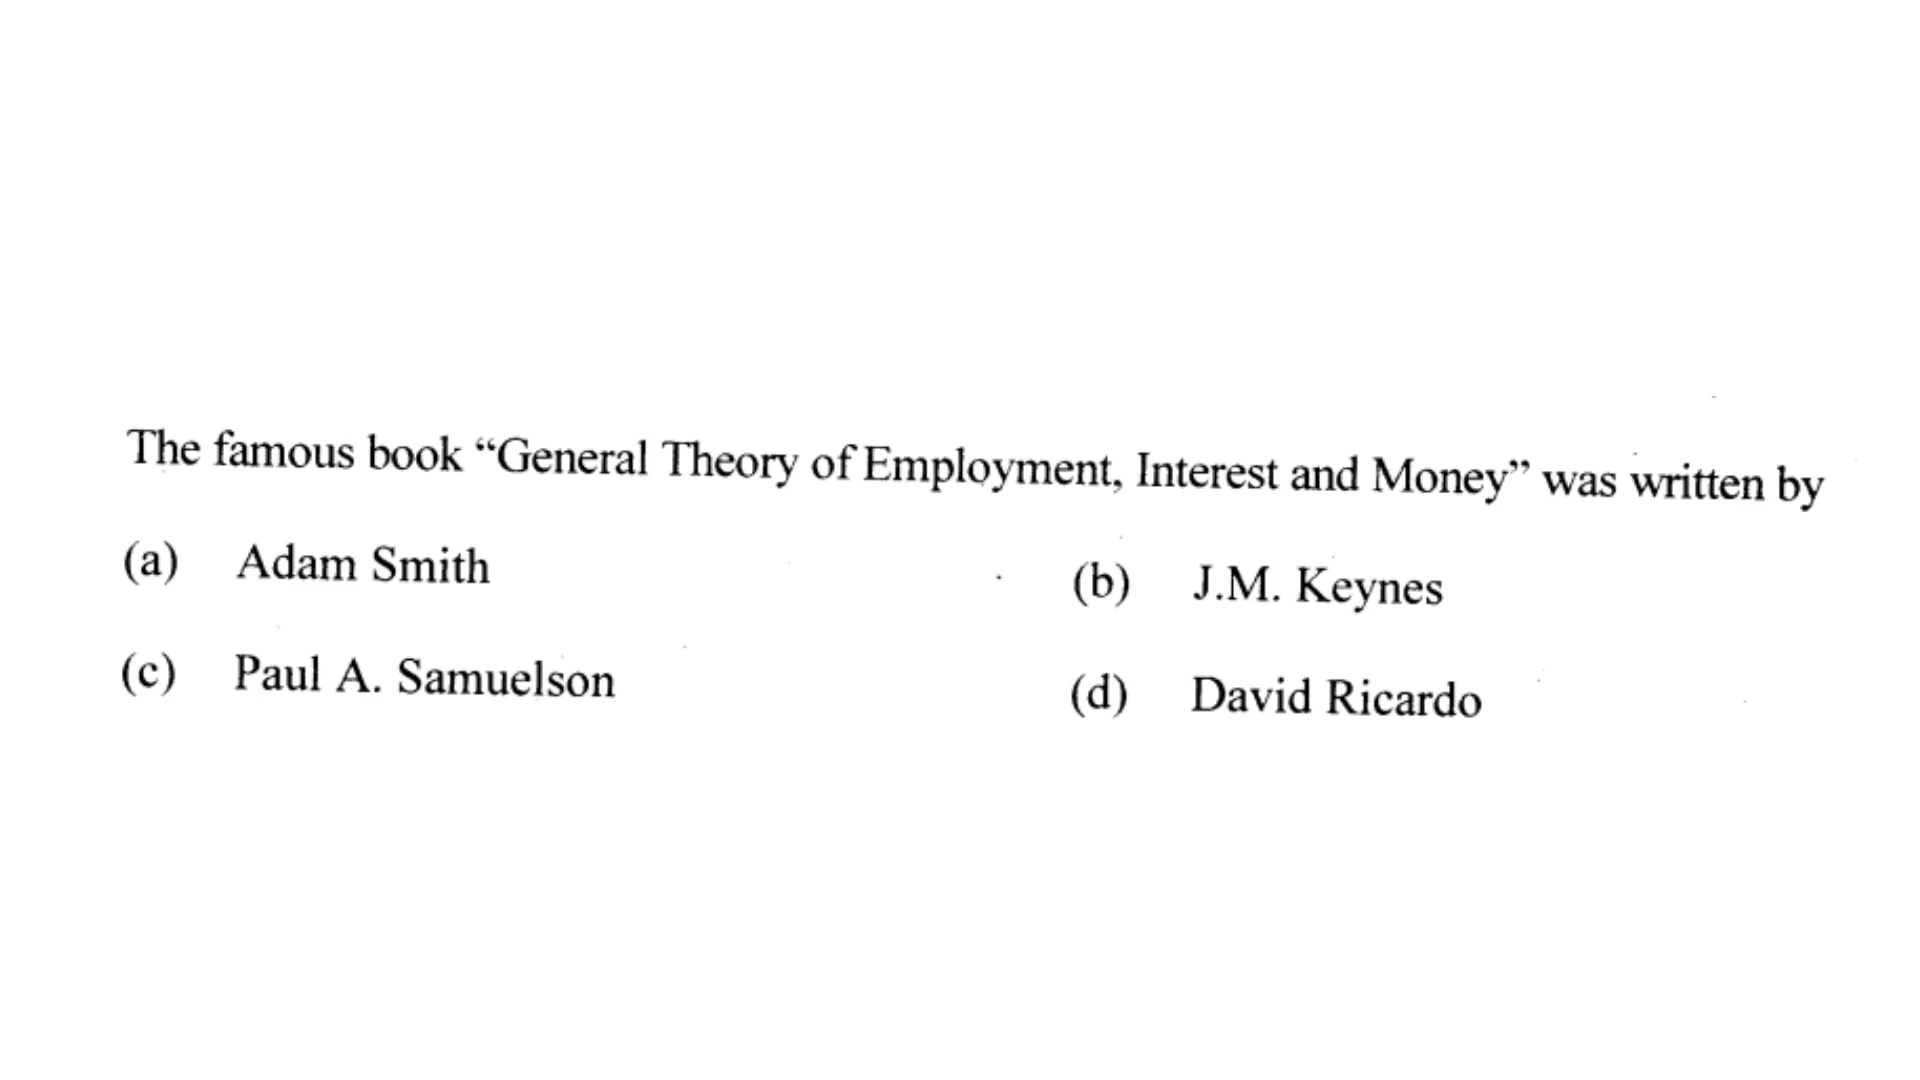 The famous book “General Theory of Employment, Interest and Money” was written by
(a) Adam Smith (b) J.M. Keynes
(c) Paul A. Samuelson (d) David Ricardo